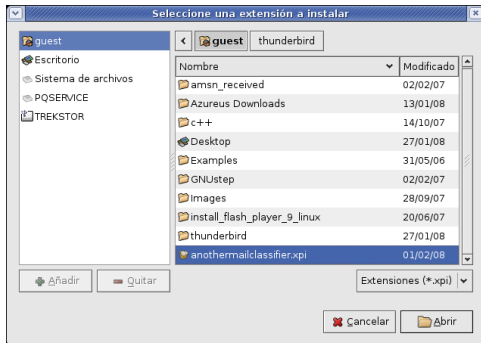 Seleccione una extensión a instalar
guest
Escritorio
Sistema de archivos
PQSERVICE
TREKSTOR
guest thunderbird
Nombre Modificado
amsn_received 02/02/07
Azureus Downloads 13/01/08
c++ 14/10/07
Desktop 27/01/08
Examples 31/05/06
GNUstep 02/02/07
Images 28/09/07
install_flash_player_9_linux 20/06/07
thunderbird 27/01/08
anothermailclassifier.xpi 01/02/08
Añadir Quitar
Extensiones (*.xpi)
Cancelar Abrir